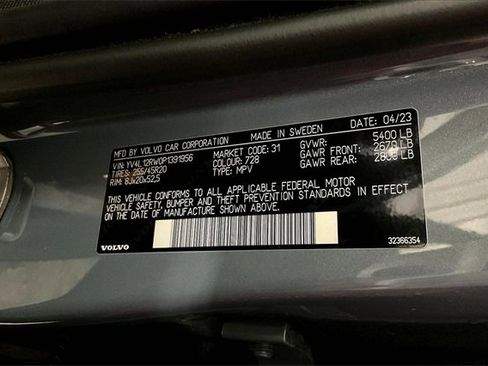 MFD BY VOLVO CAR CORPORATION MADE IN SWEDEN DATE: 04/23
VIN: YV4L12RW0P1391956 MARKET CODE: 31 GVWR: 5400 LB
TIRES: 255/45R20 COLOUR: 728 GAWR FRONT: 2670 LB
RIM: 8Jx20x52,5 TYPE: MPV GAWR REAR: 2808 LB
THIS VEHICLE CONFORMS TO ALL APPLICABLE FEDERAL MOTOR
VEHICLE SAFETY, BUMPER AND THEFT PREVENTION STANDARDS IN EFFECT
ON THE DATE OF MANUFACTURE SHOWN ABOVE.
VOLVO 32366354